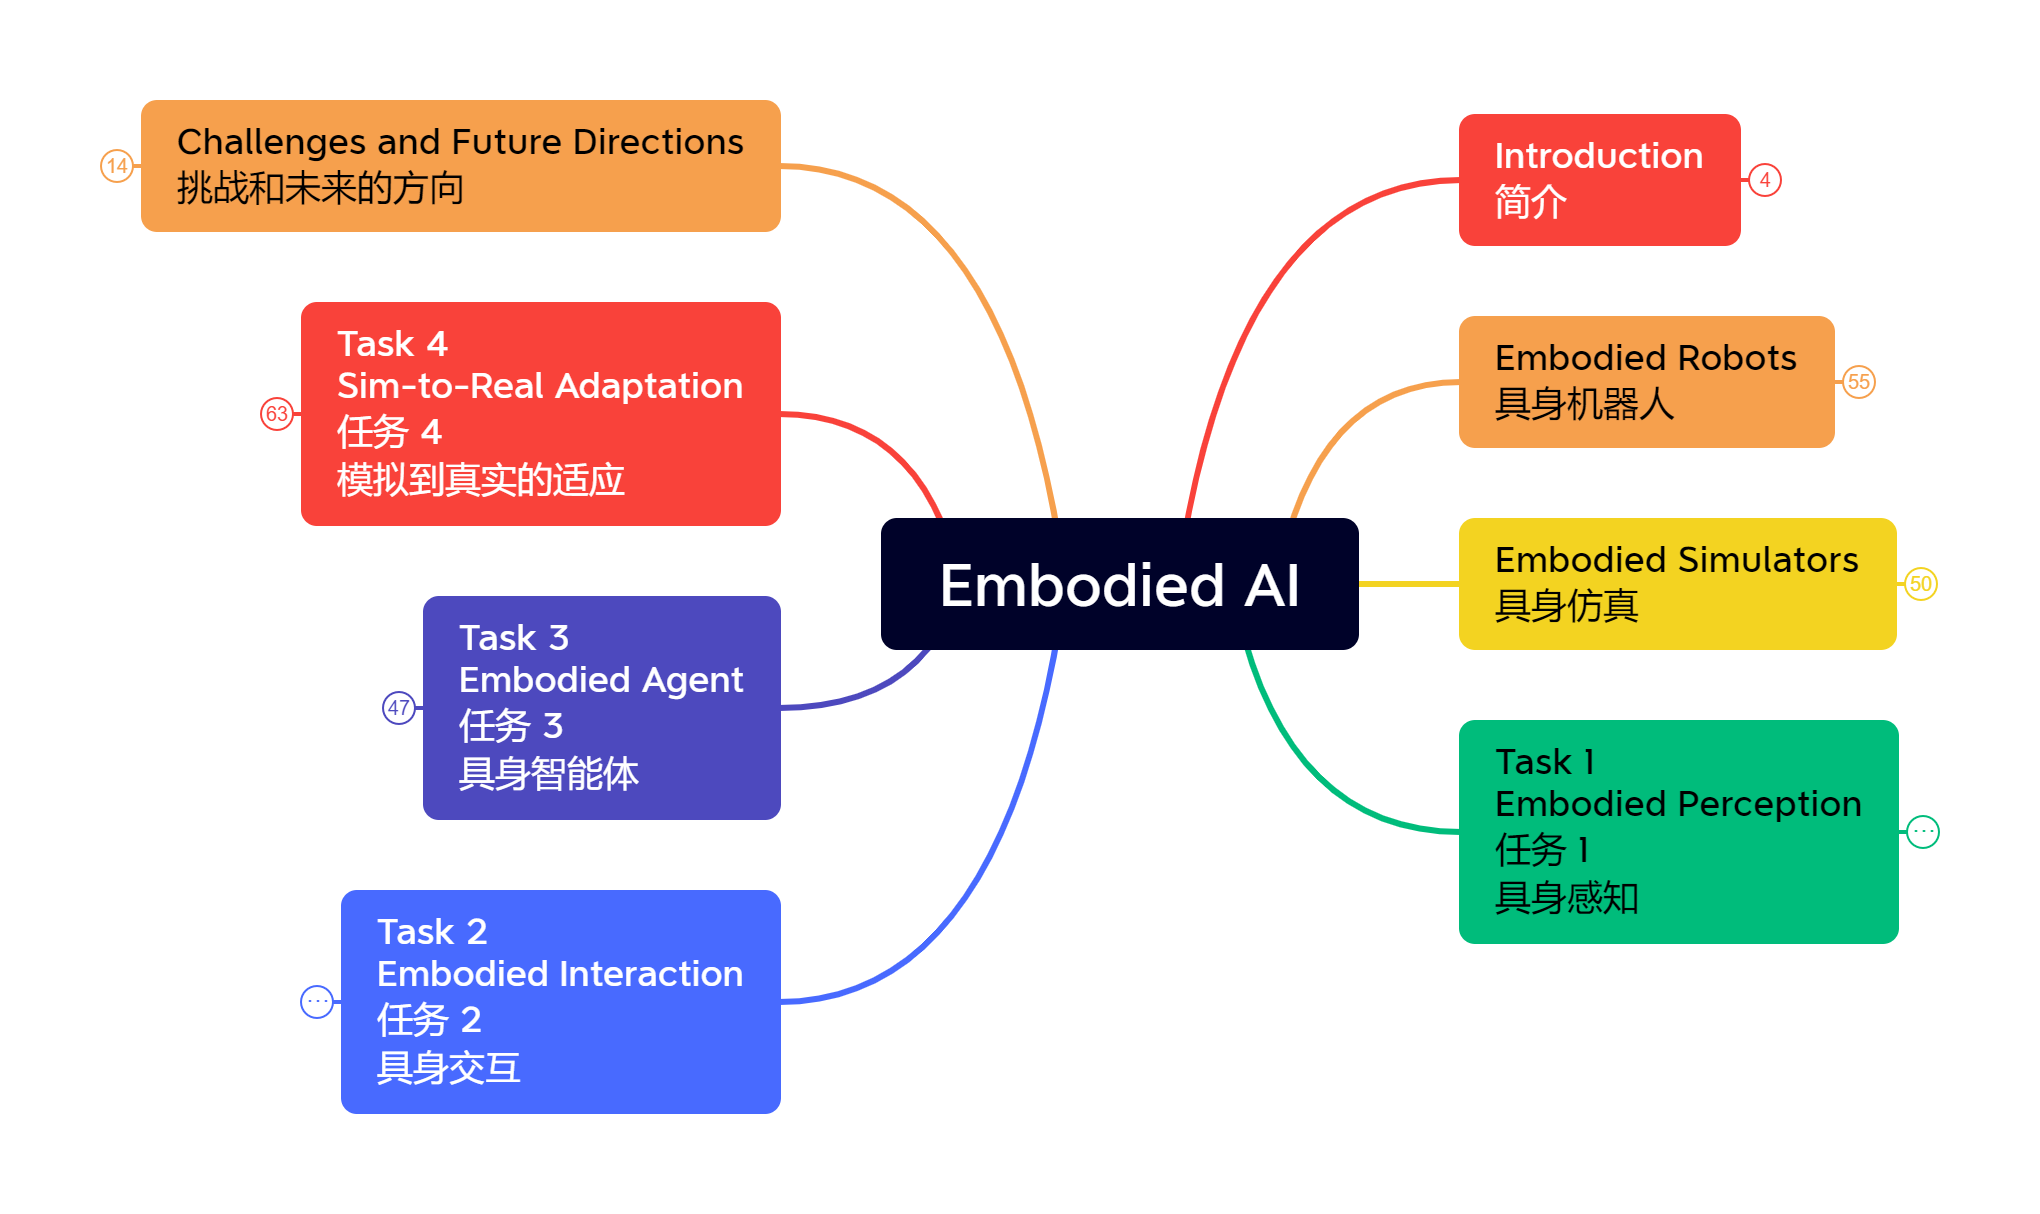 Embodied AI
Introduction
简介
4
Embodied Robots
具身机器人
55
Embodied Simulators
具身仿真
50
Task 1
Embodied Perception
任务 1
具身感知
...
Task 2
Embodied Interaction
任务 2
具身交互
...
Task 3
Embodied Agent
任务 3
具身智能体
47
Task 4
Sim-to-Real Adaptation
任务 4
模拟到真实的适应
63
Challenges and Future Directions
挑战和未来的方向
14